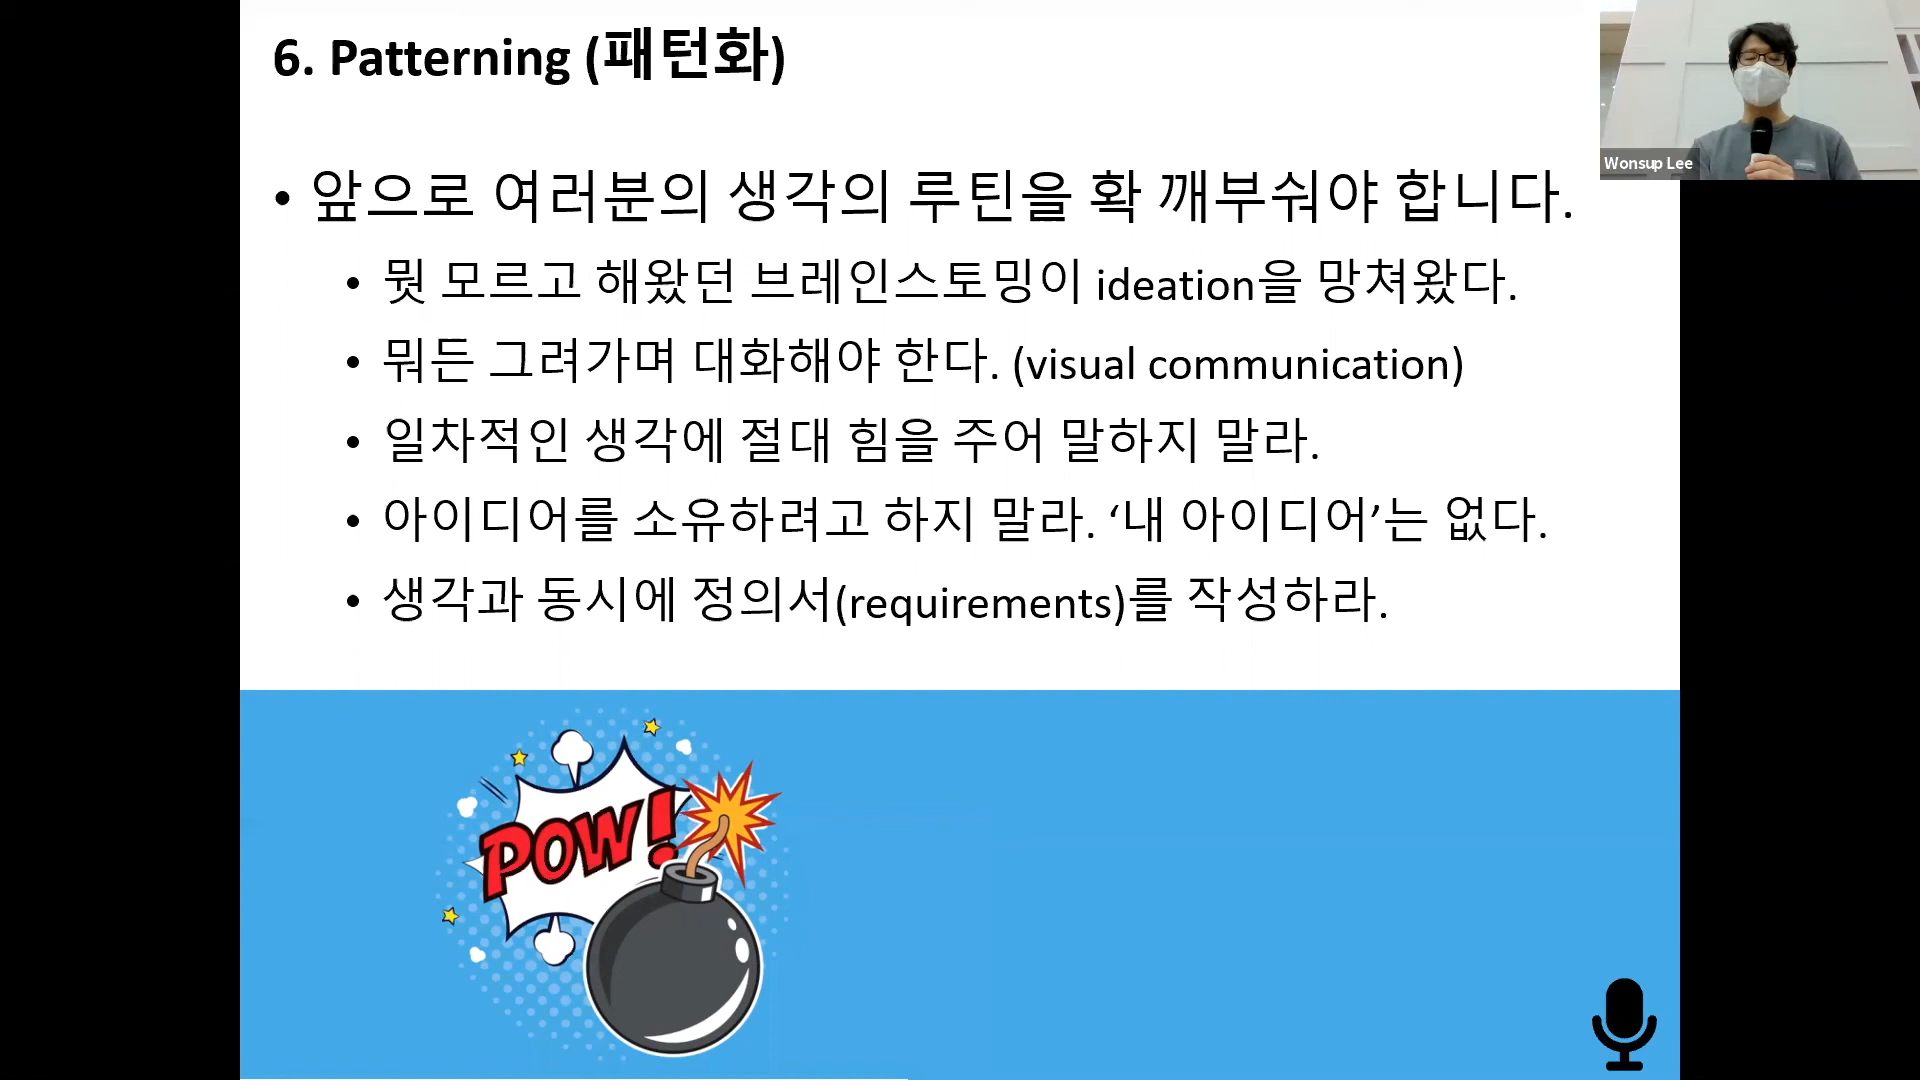 6. Patterning (패턴화)
• 앞으로 여러분의 생각의 루틴을 확 깨부숴야 합니다.
• 뭣 모르고 해왔던 브레인스토밍이 ideation을 망쳐왔다.
• 뭐든 그려가며 대화해야 한다. (visual communication)
• 일차적인 생각에 절대 힘을 주어 말하지 말라.
• 아이디어를 소유하려고 하지 말라. ‘내 아이디어’는 없다.
• 생각과 동시에 정의서(requirements)를 작성하라.
POW!
Wonsup Lee